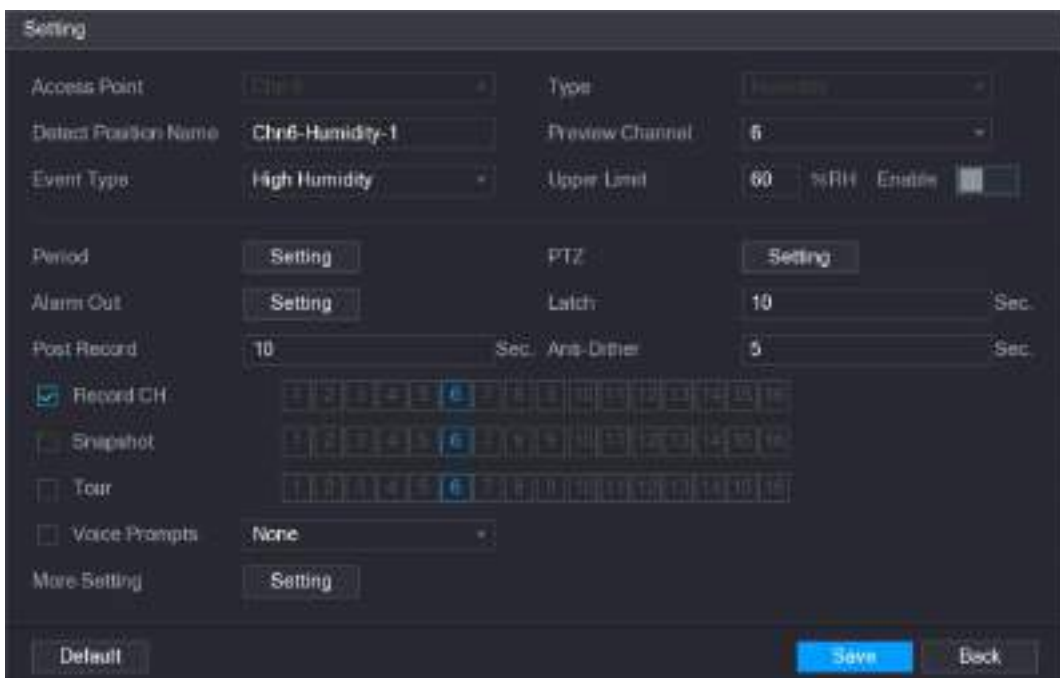 Setting
Access Point Type
Detect Position Name Chn6-Humidity-1 Preview Channel 6
Event Type High Humidity Upper Limit 60 %RH Enable
Period Setting PTZ Setting
Alarm Out Setting Latch 10 Sec.
Post Record 10 Sec. Anti-Dither 5 Sec.
Record CH 1 2 3 4 5 6 7 8 9 10 11 12 13 14 15 16
Snapshot 1 2 3 4 5 6 7 8 9 10 11 12 13 14 15 16
Tour 1 2 3 4 5 6 7 8 9 10 11 12 13 14 15 16
Voice Prompts None
More Setting Setting
Default Save Back